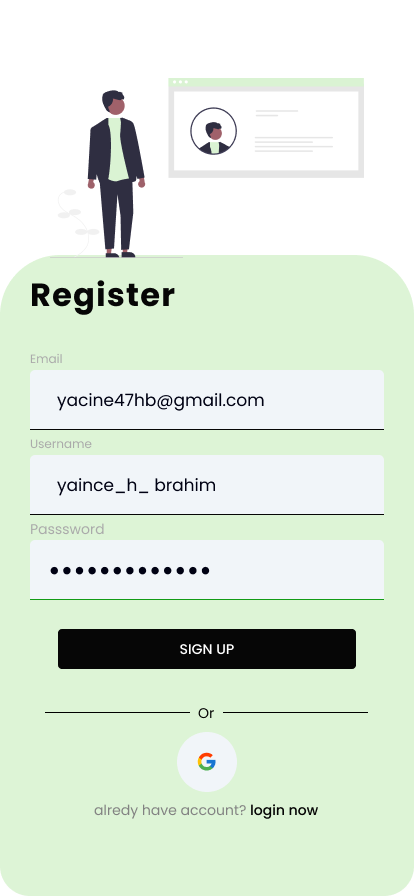 Register
Email
yacine47hb@gmail.com
Username
yaince_h_ brahim
Passsword
●●●●●●●●●●●●●
SIGN UP
Or
G
alredy have account? login now